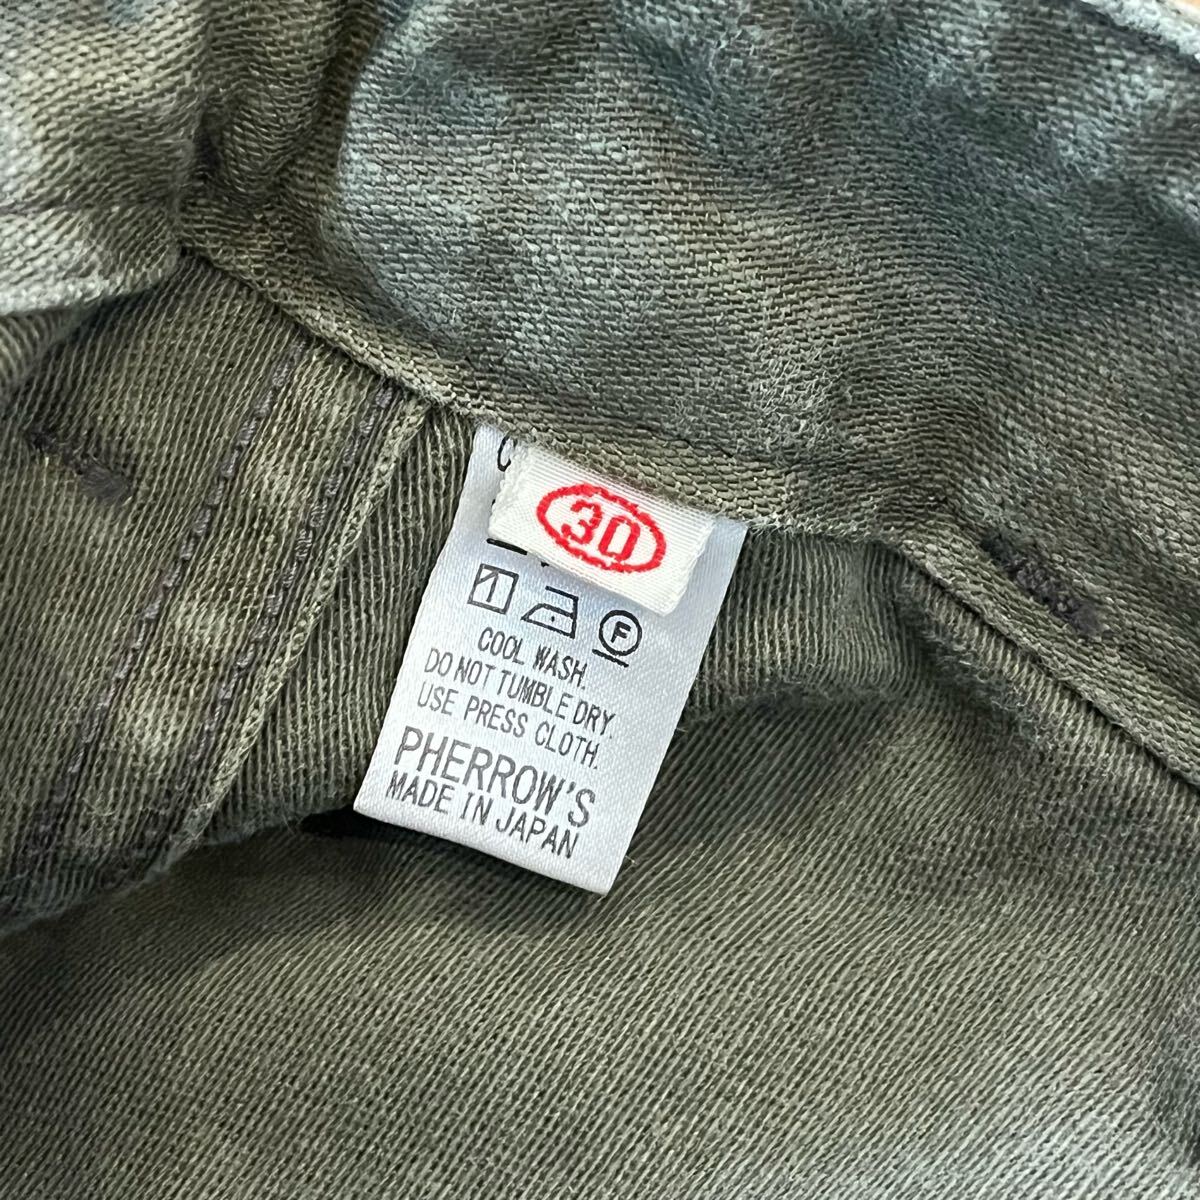 30
F
COOL WASH.
DO NOT TUMBLE DRY.
USE PRESS CLOTH.
PHERROW'S
MADE IN JAPAN